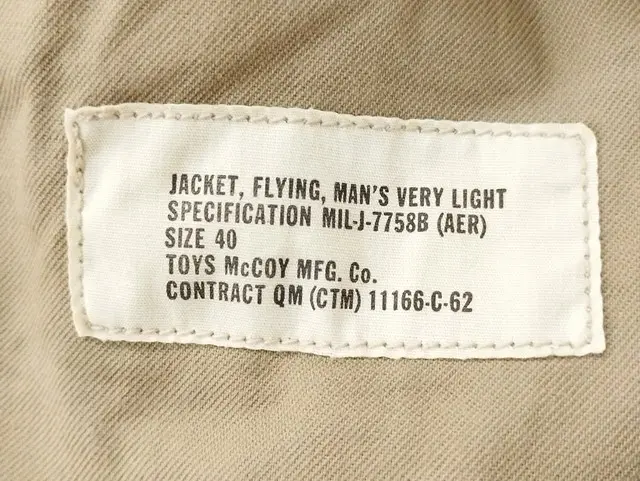 JACKET, FLYING, MAN'S VERY LIGHT
SPECIFICATION MIL-J-7758B (AER)
SIZE 40
TOYS McCOY MFG. Co.
CONTRACT QM (CTM) 11166-C-62